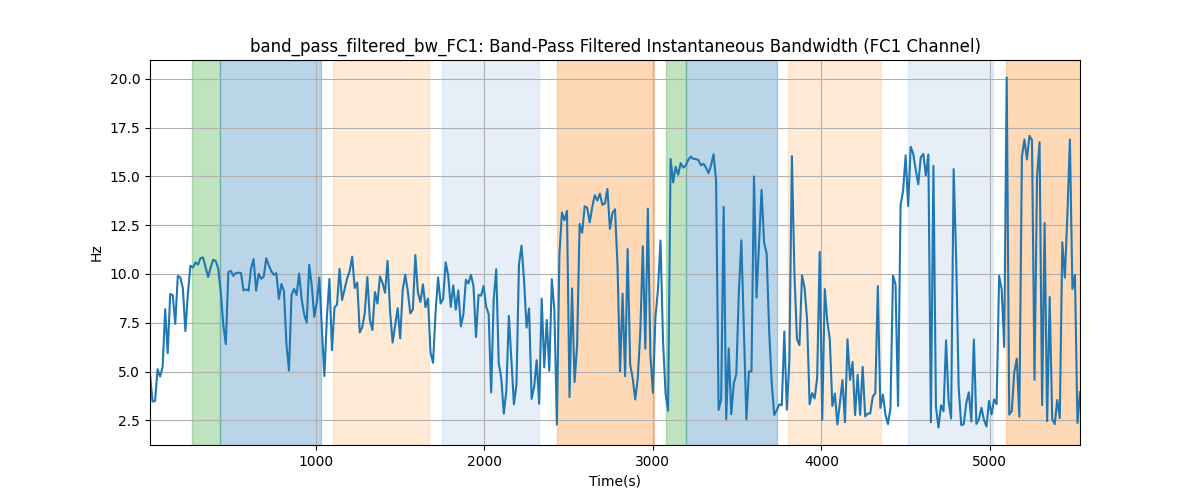 band_pass_filtered_bw_FC1: Band-Pass Filtered Instantaneous Bandwidth (FC1 Channel)
20.0
17.5
15.0
12.5
10.0
7.5
5.0
2.5
Hz
1000 2000 3000 4000 5000
Time(s)